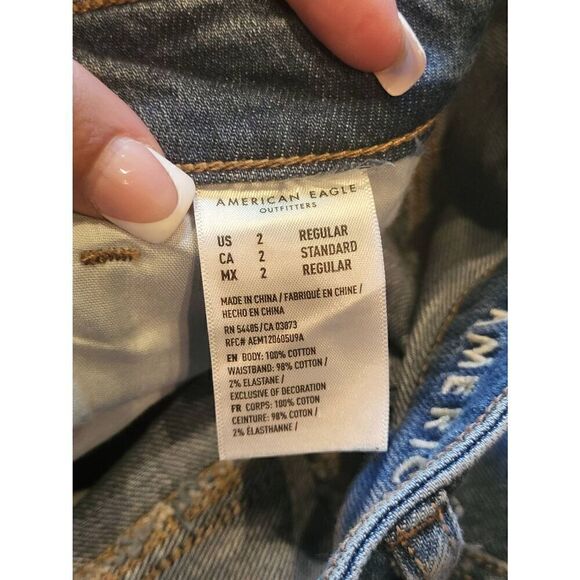 AMERICAN EAGLE
OUTFITTERS
US 2 REGULAR
CA 2 STANDARD
MX 2 REGULAR
MADE IN CHINA / FABRIQUÉ EN CHINE /
HECHO EN CHINA
RN 54485/CA 03873
RFC# AEM120605U9A
EN BODY: 100% COTTON
WAISTBAND: 98% COTTON /
2% ELASTANE /
EXCLUSIVE OF DECORATION
FR CORPS: 100% COTON
CEINTURE: 98% COTON /
2% ÉLASTHANNE /
AMERIC